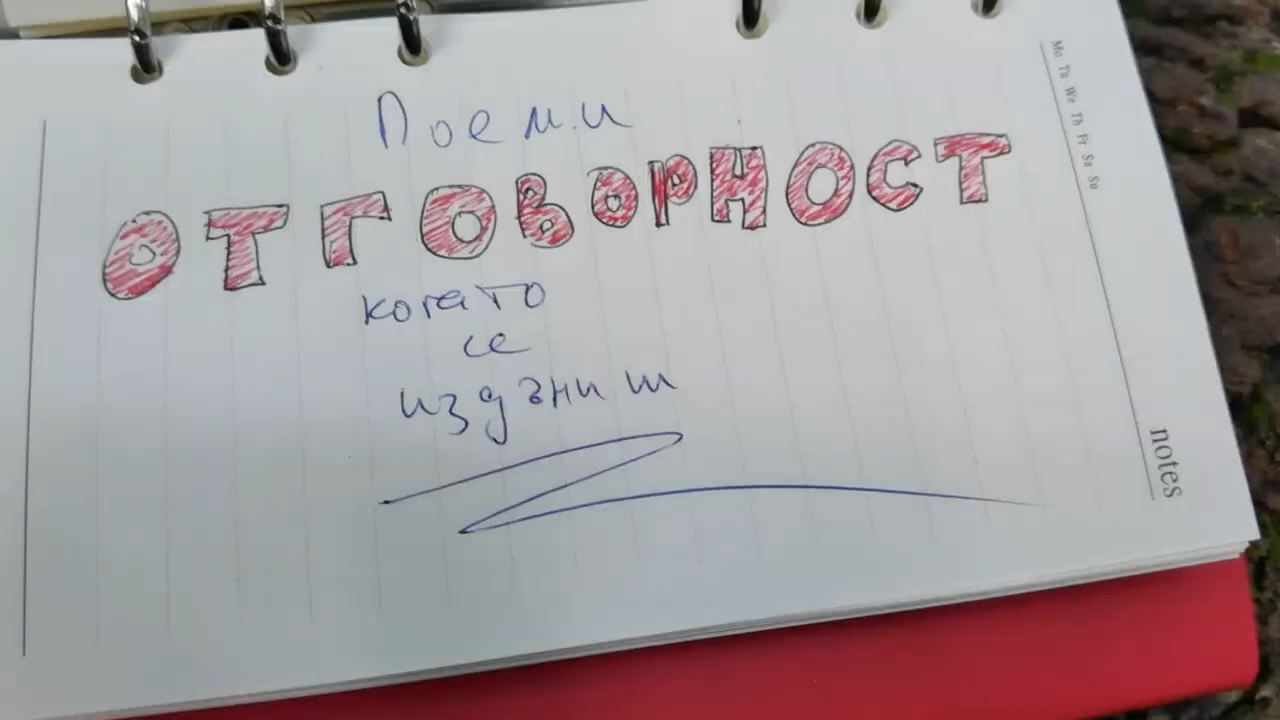 Поеми
ОТГОВОРНОСТ
когато
се
издъниш
Mo Tu We Th Fr Sa Su
notes